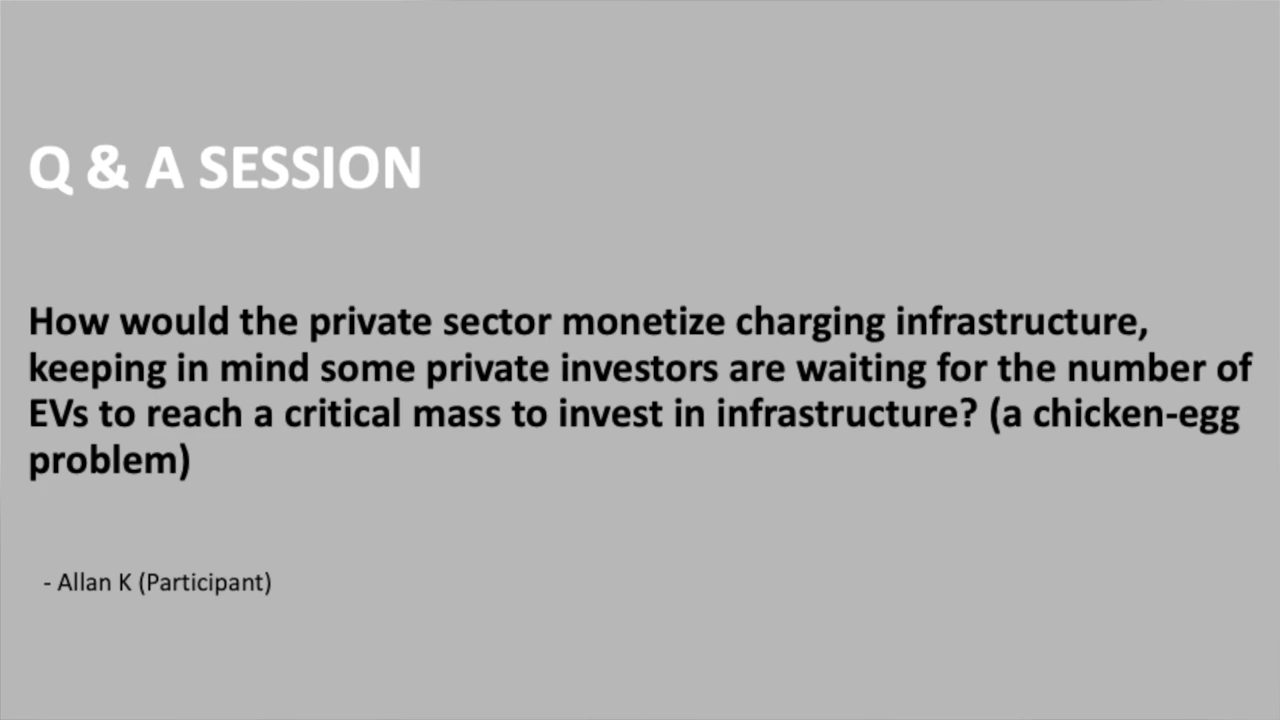 Q & A SESSION
How would the private sector monetize charging infrastructure,
keeping in mind some private investors are waiting for the number of
EVs to reach a critical mass to invest in infrastructure? (a chicken-egg
problem)
- Allan K (Participant)